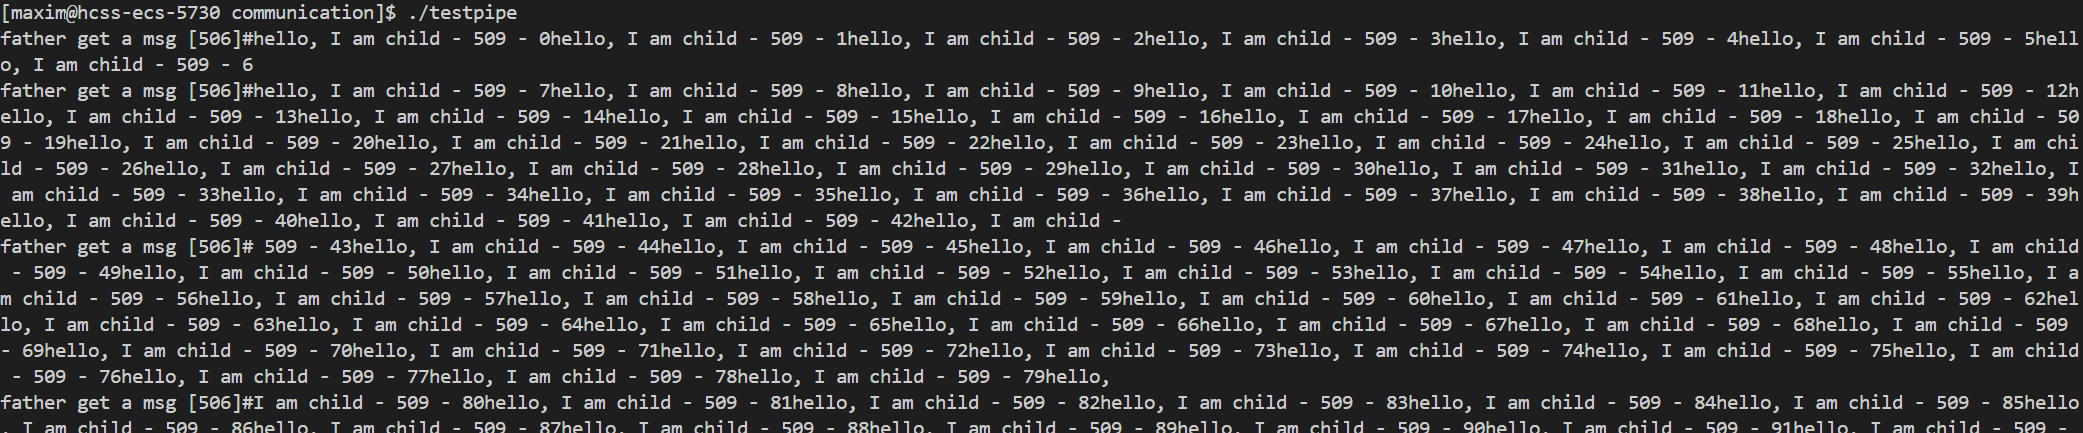 [maxim@hcss-ecs-5730 communication]$ ./testpipe
father get a msg [506]#hello, I am child - 509 - 0hello, I am child - 509 - 1hello, I am child - 509 - 2hello, I am child - 509 - 3hello, I am child - 509 - 4hello, I am child - 509 - 5hell
o, I am child - 509 - 6
father get a msg [506]#hello, I am child - 509 - 7hello, I am child - 509 - 8hello, I am child - 509 - 9hello, I am child - 509 - 10hello, I am child - 509 - 11hello, I am child - 509 - 12h
ello, I am child - 509 - 13hello, I am child - 509 - 14hello, I am child - 509 - 15hello, I am child - 509 - 16hello, I am child - 509 - 17hello, I am child - 509 - 18hello, I am child - 50
9 - 19hello, I am child - 509 - 20hello, I am child - 509 - 21hello, I am child - 509 - 22hello, I am child - 509 - 23hello, I am child - 509 - 24hello, I am child - 509 - 25hello, I am chi
ld - 509 - 26hello, I am child - 509 - 27hello, I am child - 509 - 28hello, I am child - 509 - 29hello, I am child - 509 - 30hello, I am child - 509 - 31hello, I am child - 509 - 32hello, I
 am child - 509 - 33hello, I am child - 509 - 34hello, I am child - 509 - 35hello, I am child - 509 - 36hello, I am child - 509 - 37hello, I am child - 509 - 38hello, I am child - 509 - 39h
ello, I am child - 509 - 40hello, I am child - 509 - 41hello, I am child - 509 - 42hello, I am child -
father get a msg [506]# 509 - 43hello, I am child - 509 - 44hello, I am child - 509 - 45hello, I am child - 509 - 46hello, I am child - 509 - 47hello, I am child - 509 - 48hello, I am child
 - 509 - 49hello, I am child - 509 - 50hello, I am child - 509 - 51hello, I am child - 509 - 52hello, I am child - 509 - 53hello, I am child - 509 - 54hello, I am child - 509 - 55hello, I a
m child - 509 - 56hello, I am child - 509 - 57hello, I am child - 509 - 58hello, I am child - 509 - 59hello, I am child - 509 - 60hello, I am child - 509 - 61hello, I am child - 509 - 62hel
lo, I am child - 509 - 63hello, I am child - 509 - 64hello, I am child - 509 - 65hello, I am child - 509 - 66hello, I am child - 509 - 67hello, I am child - 509 - 68hello, I am child - 509
- 69hello, I am child - 509 - 70hello, I am child - 509 - 71hello, I am child - 509 - 72hello, I am child - 509 - 73hello, I am child - 509 - 74hello, I am child - 509 - 75hello, I am child
 - 509 - 76hello, I am child - 509 - 77hello, I am child - 509 - 78hello, I am child - 509 - 79hello,
father get a msg [506]#I am child - 509 - 80hello, I am child - 509 - 81hello, I am child - 509 - 82hello, I am child - 509 - 83hello, I am child - 509 - 84hello, I am child - 509 - 85hello
, I am child - 509 - 86hello, I am child - 509 - 87hello, I am child - 509 - 88hello, I am child - 509 - 89hello, I am child - 509 - 90hello, I am child - 509 - 91hello, I am child - 509 -